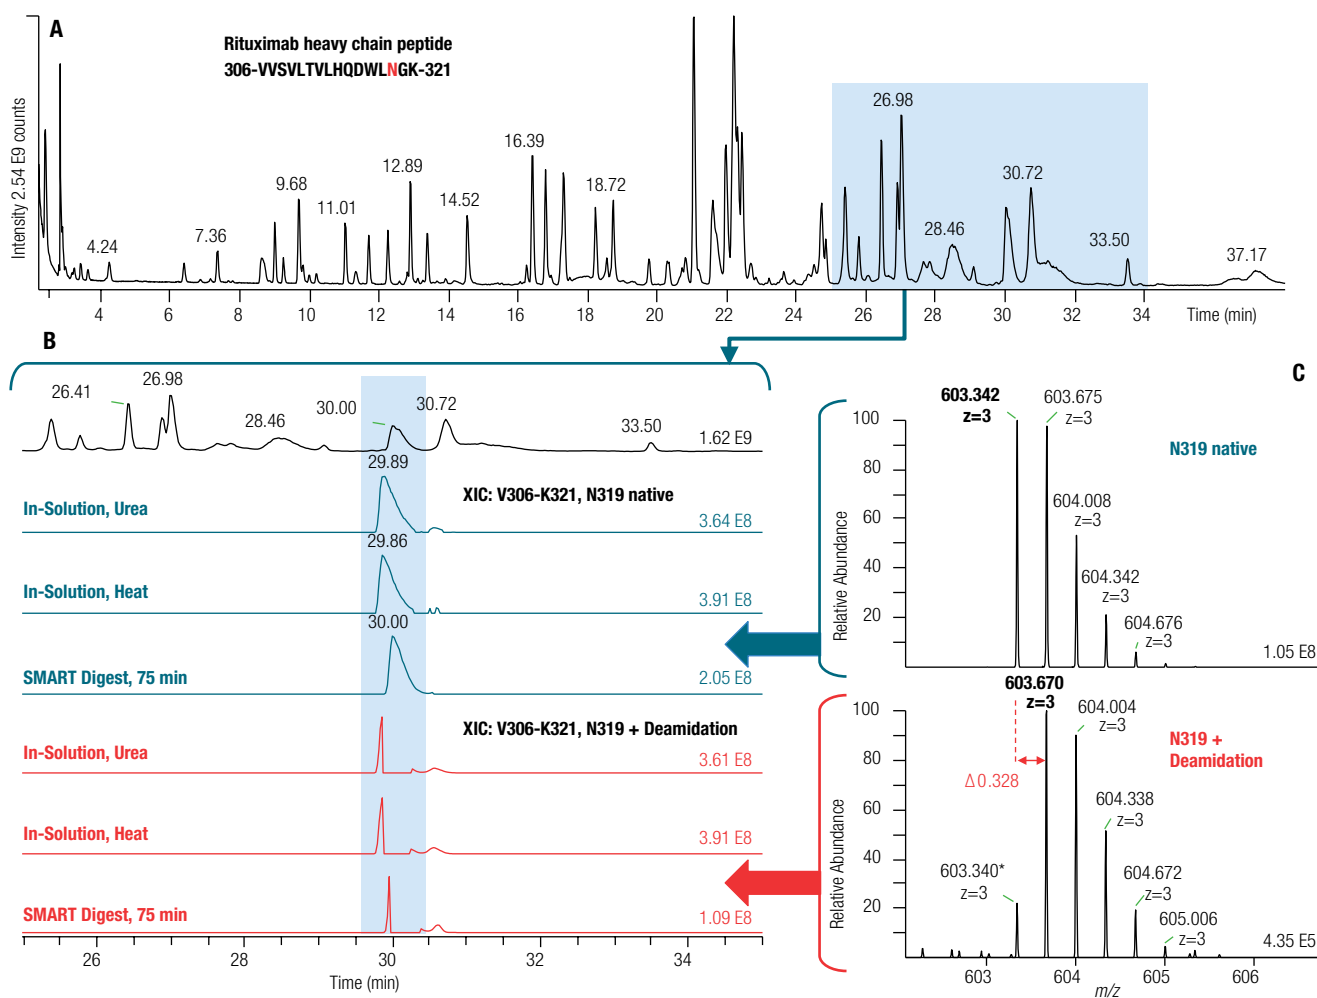 A
Rituximab heavy chain peptide
306-VVSVLTVLHQDWLNGK-321
Intensity 2.54 E9 counts
4.24
7.36
9.68
11.01
12.89
14.52
16.39
18.72
26.98
28.46
30.72
33.50
37.17
4 6 8 10 12 14 16 18 20 22 24 26 28 30 32 34 Time (min)
B
26.41
26.98
28.46
30.00
30.72
33.50
1.62 E9
29.89
XIC: V306-K321, N319 native
In-Solution, Urea
3.64 E8
29.86
In-Solution, Heat
3.91 E8
30.00
SMART Digest, 75 min
2.05 E8
XIC: V306-K321, N319 + Deamidation
In-Solution, Urea
3.61 E8
In-Solution, Heat
3.91 E8
SMART Digest, 75 min
1.09 E8
26 28 30 32 34
Time (min)
C
603.342
z=3
603.675
z=3
N319 native
604.008
z=3
604.342
z=3
604.676
z=3
1.05 E8
100
80
60
40
20
Relative Abundance
603.670
z=3
604.004
z=3
N319 +
Deamidation
Δ0.328
604.338
z=3
603.340*
z=3
604.672
z=3
605.006
z=3
4.35 E5
100
80
60
40
20
Relative Abundance
603 604 605 606
m/z